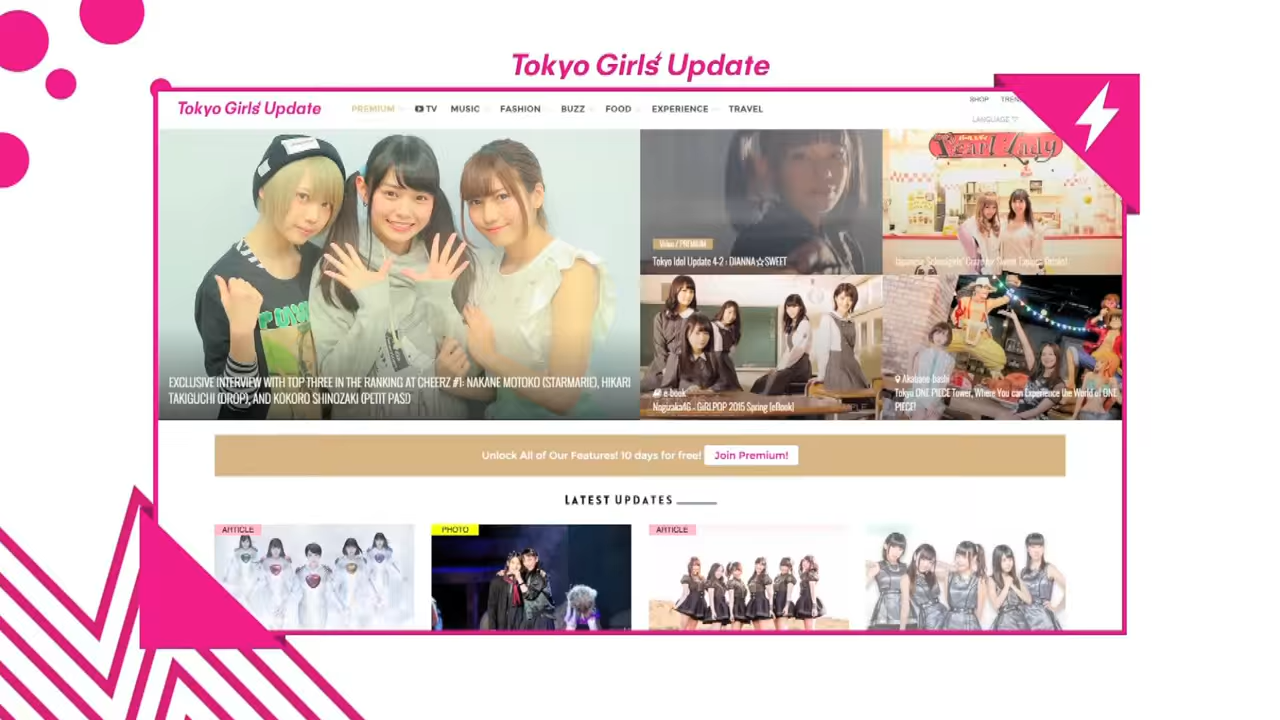 Tokyo Girls' Update
Tokyo Girls' Update
PREMIUM
TV
MUSIC
FASHION
BUZZ
FOOD
EXPERIENCE
TRAVEL
SHOP
LANGUAGE
Pearl Lady
Video / PREMIUM
Tokyo Idol Update 4-2 : DIANNA☆SWEET
EXCLUSIVE INTERVIEW WITH TOP THREE IN THE RANKING AT CHEERZ #1: NAKANE MOTOKO (STARMARIE), HIKARI
TAKIGUCHI (DROP), AND KOKORO SHINOZAKI (PETIT PAS!)
e-book
Nogizaka46 - GiRLPOP 2015 Spring [eBook]
Akabane-bashi
Tokyo ONE PIECE Tower, Where You can Experience the World of ONE
PIECE!
Unlock All of Our Features! 10 days for free! Join Premium!
LATEST UPDATES
ARTICLE
PHOTO
ARTICLE